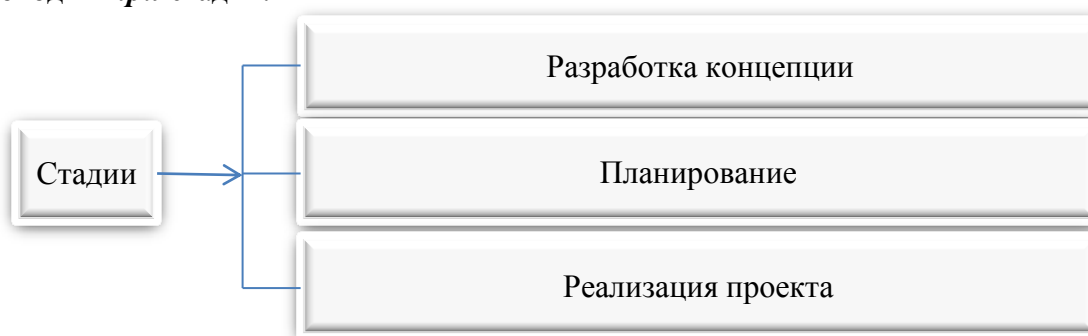 Разработка концепции
Стадии
Планирование
Реализация проекта